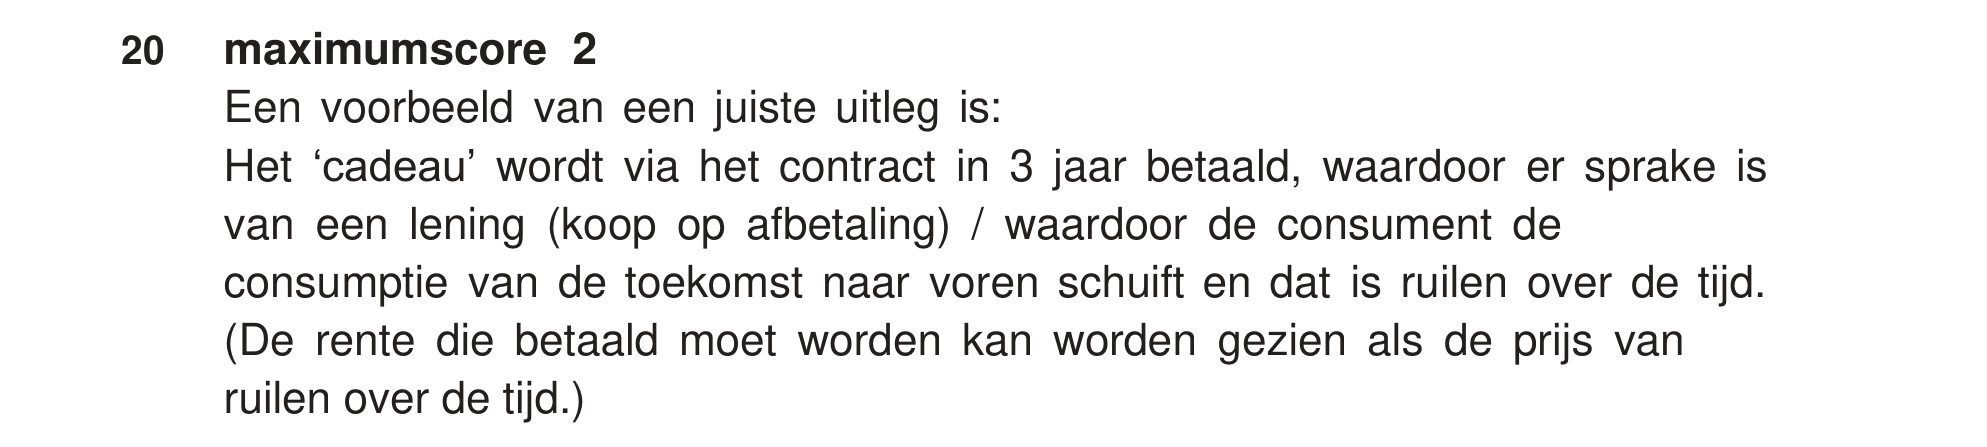 20 maximumscore 2
Een voorbeeld van een juiste uitleg is:
Het ‘cadeau’ wordt via het contract in 3 jaar betaald, waardoor er sprake is
van een lening (koop op afbetaling) / waardoor de consument de
consumptie van de toekomst naar voren schuift en dat is ruilen over de tijd.
(De rente die betaald moet worden kan worden gezien als de prijs van
ruilen over de tijd.)